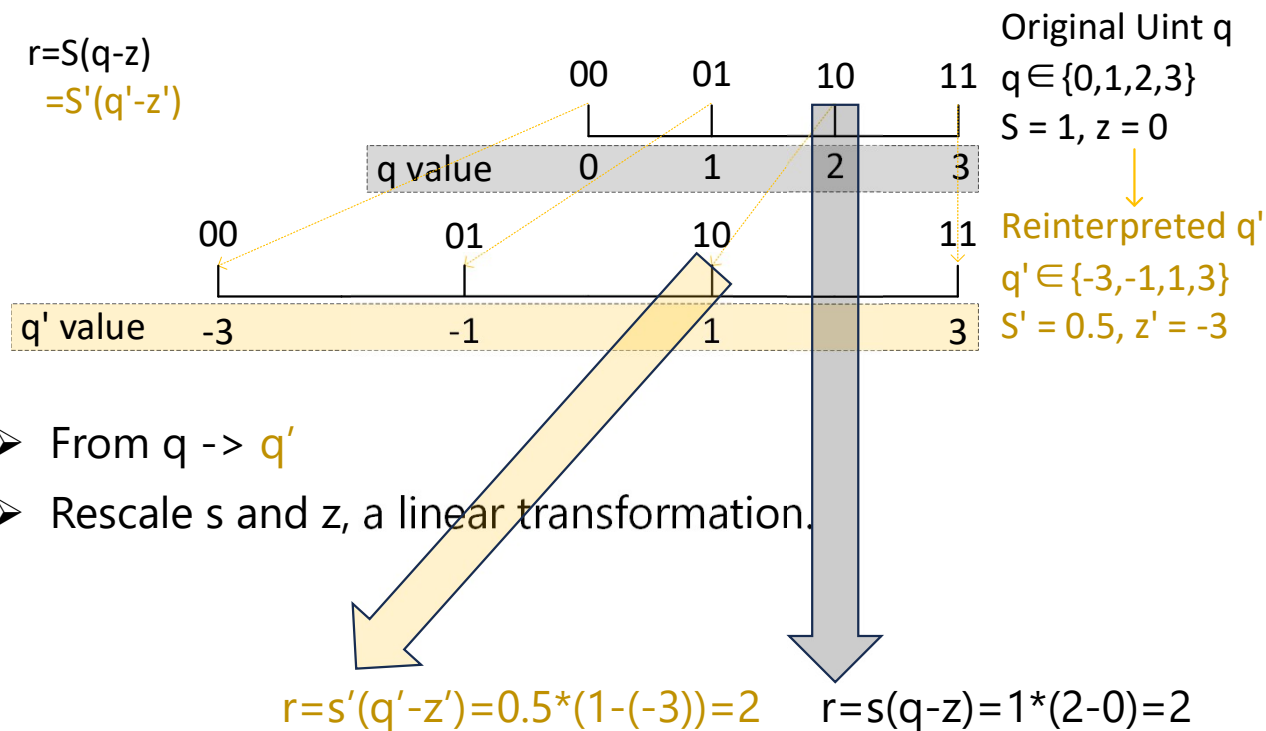 r=S(q-z)
=S'(q'-z')
00 01 10 11
q value 0 1 2 3
Original Uint q
q∈{0,1,2,3}
S = 1, z = 0
00 01 10 11
q' value -3 -1 1 3
Reinterpreted q'
q'∈{-3,-1,1,3}
S' = 0.5, z' = -3
➢ From q -> q′
➢ Rescale s and z, a linear transformation.
r=s′(q′-z′)=0.5*(1-(-3))=2
r=s(q-z)=1*(2-0)=2